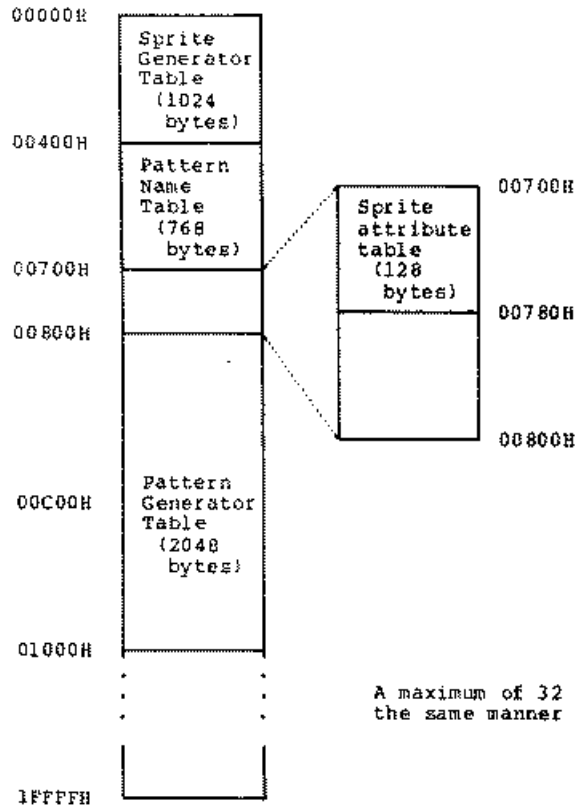 00000H
Sprite
Generator
Table
(1024
bytes)
00400H
Pattern
Name
Table
(768
bytes)
00700H
00800H
00C00H
Pattern
Generator
Table
(2048
bytes)
01000H
1FFFFH
00700H
Sprite
attribute
table
(128
bytes)
00780H
00800H
A maximum of 32
the same manner